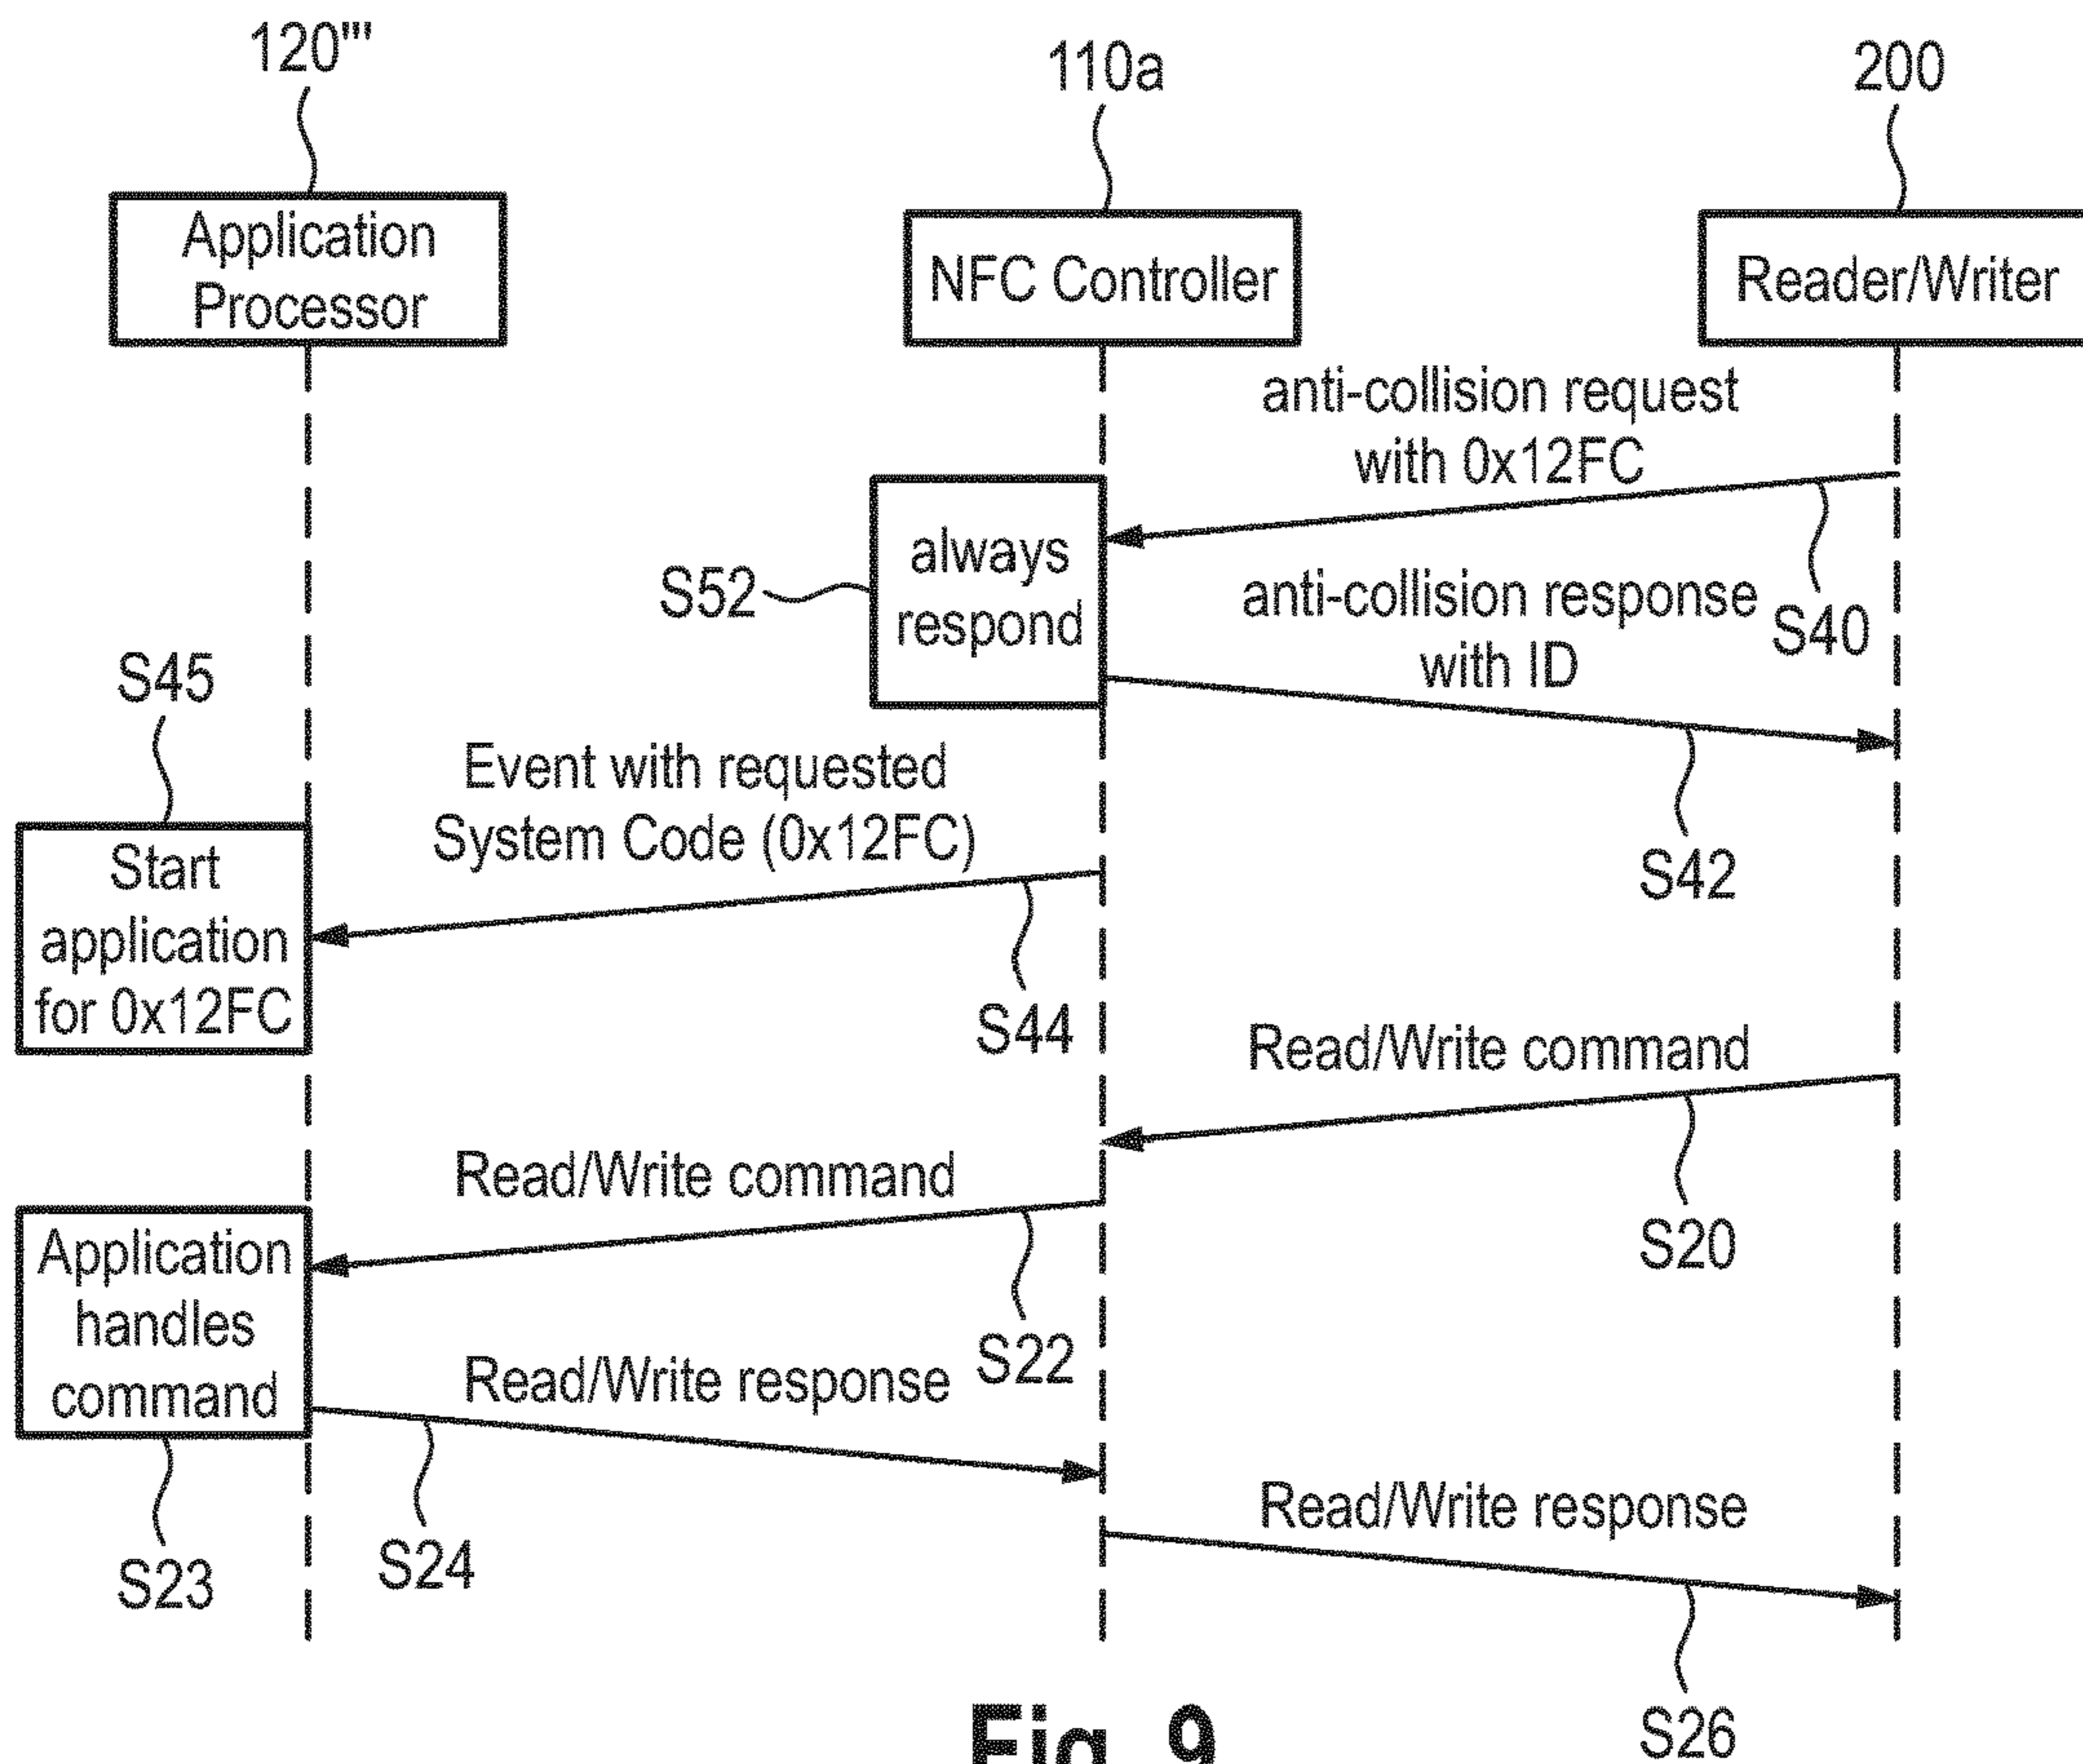 120'''
110a
200
Application
Processor
NFC Controller
Reader/Writer
anti-collision request
with 0x12FC
always
respond
S52
anti-collision response
with ID
S40
S45
Event with requested
System Code (0x12FC)
S42
Start
application
for 0x12FC
S44
Read/Write command
Read/Write command
S20
Application
handles
command
S22
Read/Write response
Read/Write response
S23
S24
S26
Fig. 9